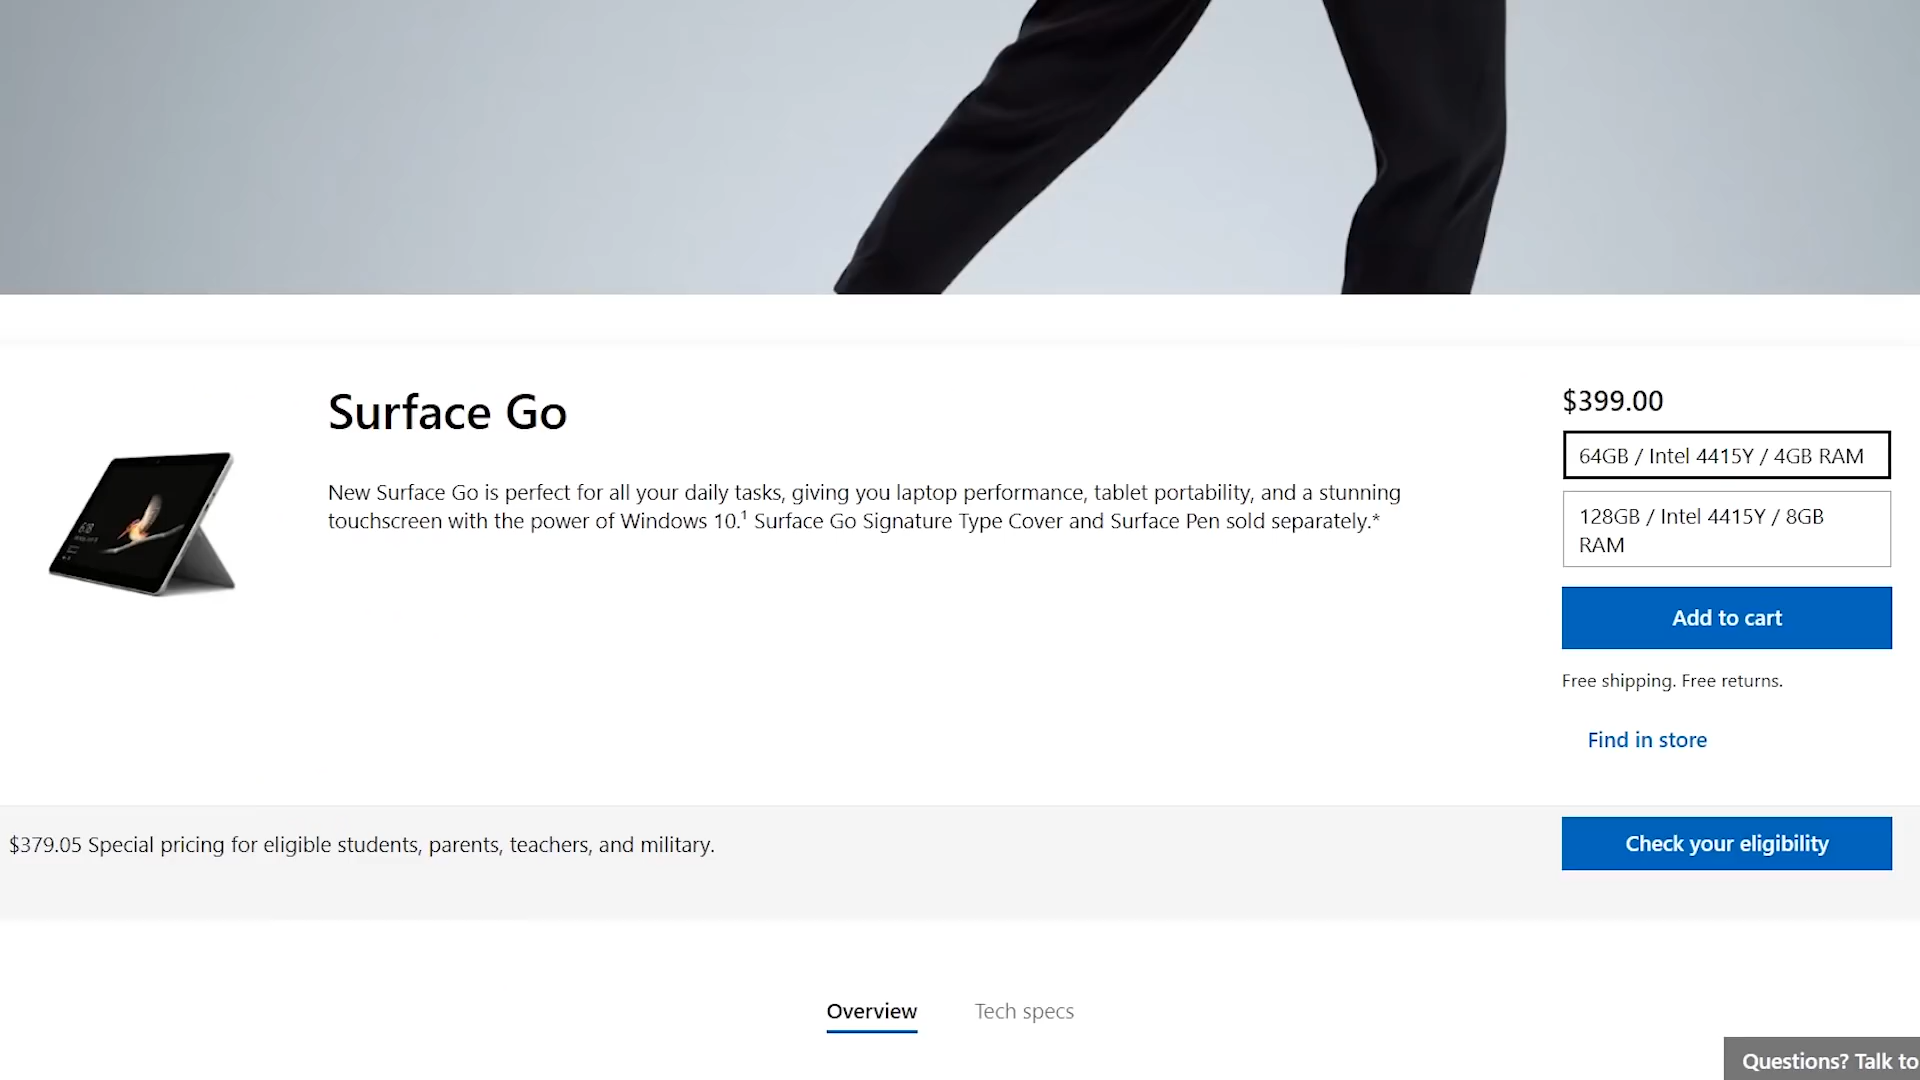 Surface Go
New Surface Go is perfect for all your daily tasks, giving you laptop performance, tablet portability, and a stunning
touchscreen with the power of Windows 10.¹ Surface Go Signature Type Cover and Surface Pen sold separately.*
$399.00
64GB / Intel 4415Y / 4GB RAM
128GB / Intel 4415Y / 8GB
RAM
Add to cart
Free shipping. Free returns.
Find in store
$379.05 Special pricing for eligible students, parents, teachers, and military.
Check your eligibility
Overview
Tech specs
Questions? Talk to